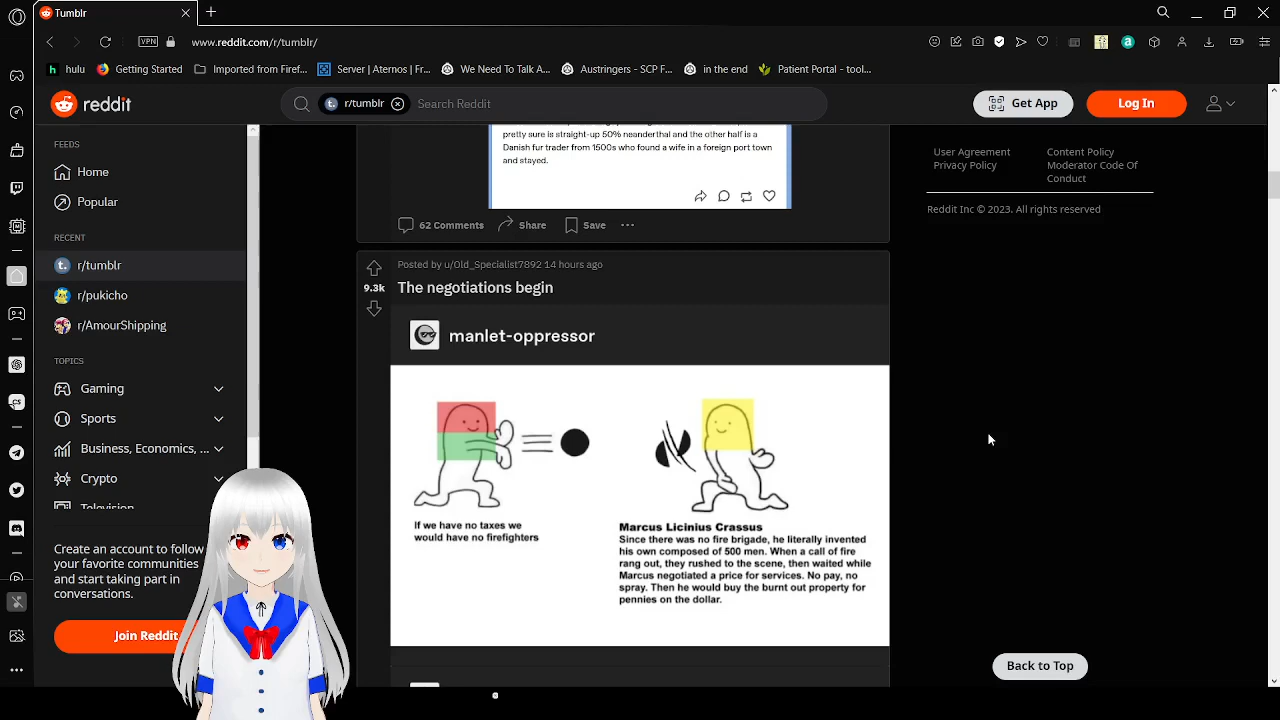 Tumblr
VPN
www.reddit.com/r/tumblr/
a
h hulu
Getting Started
Imported from Firef...
Server | Aternos | Fr...
We Need To Talk A...
Austringers - SCP F...
in the end
Patient Portal - tool...
reddit
r/tumblr
Search Reddit
Get App
Log In
FEEDS
Home
Popular
RECENT
r/tumblr
r/pukicho
r/AmourShipping
TOPICS
Gaming
Sports
Business, Economics, ...
Crypto
Television
Create an account to follow
your favorite communities
and start taking part in
conversations.
Join Reddit
pretty sure is straight-up 50% neanderthal and the other half is a
Danish fur trader from 1500s who found a wife in a foreign port town
and stayed.
62 Comments
Share
Save
Posted by u/Old_Specialist7892 14 hours ago
9.3k
The negotiations begin
manlet-oppressor
If we have no taxes we
would have no firefighters
Marcus Licinius Crassus
Since there was no fire brigade, he literally invented
his own composed of 500 men. When a call of fire
rang out, they rushed to the scene, then waited while
Marcus negotiated a price for services. No pay, no
spray. Then he would buy the burnt out property for
pennies on the dollar.
User Agreement
Privacy Policy
Content Policy
Moderator Code Of
Conduct
Reddit Inc © 2023. All rights reserved
Back to Top